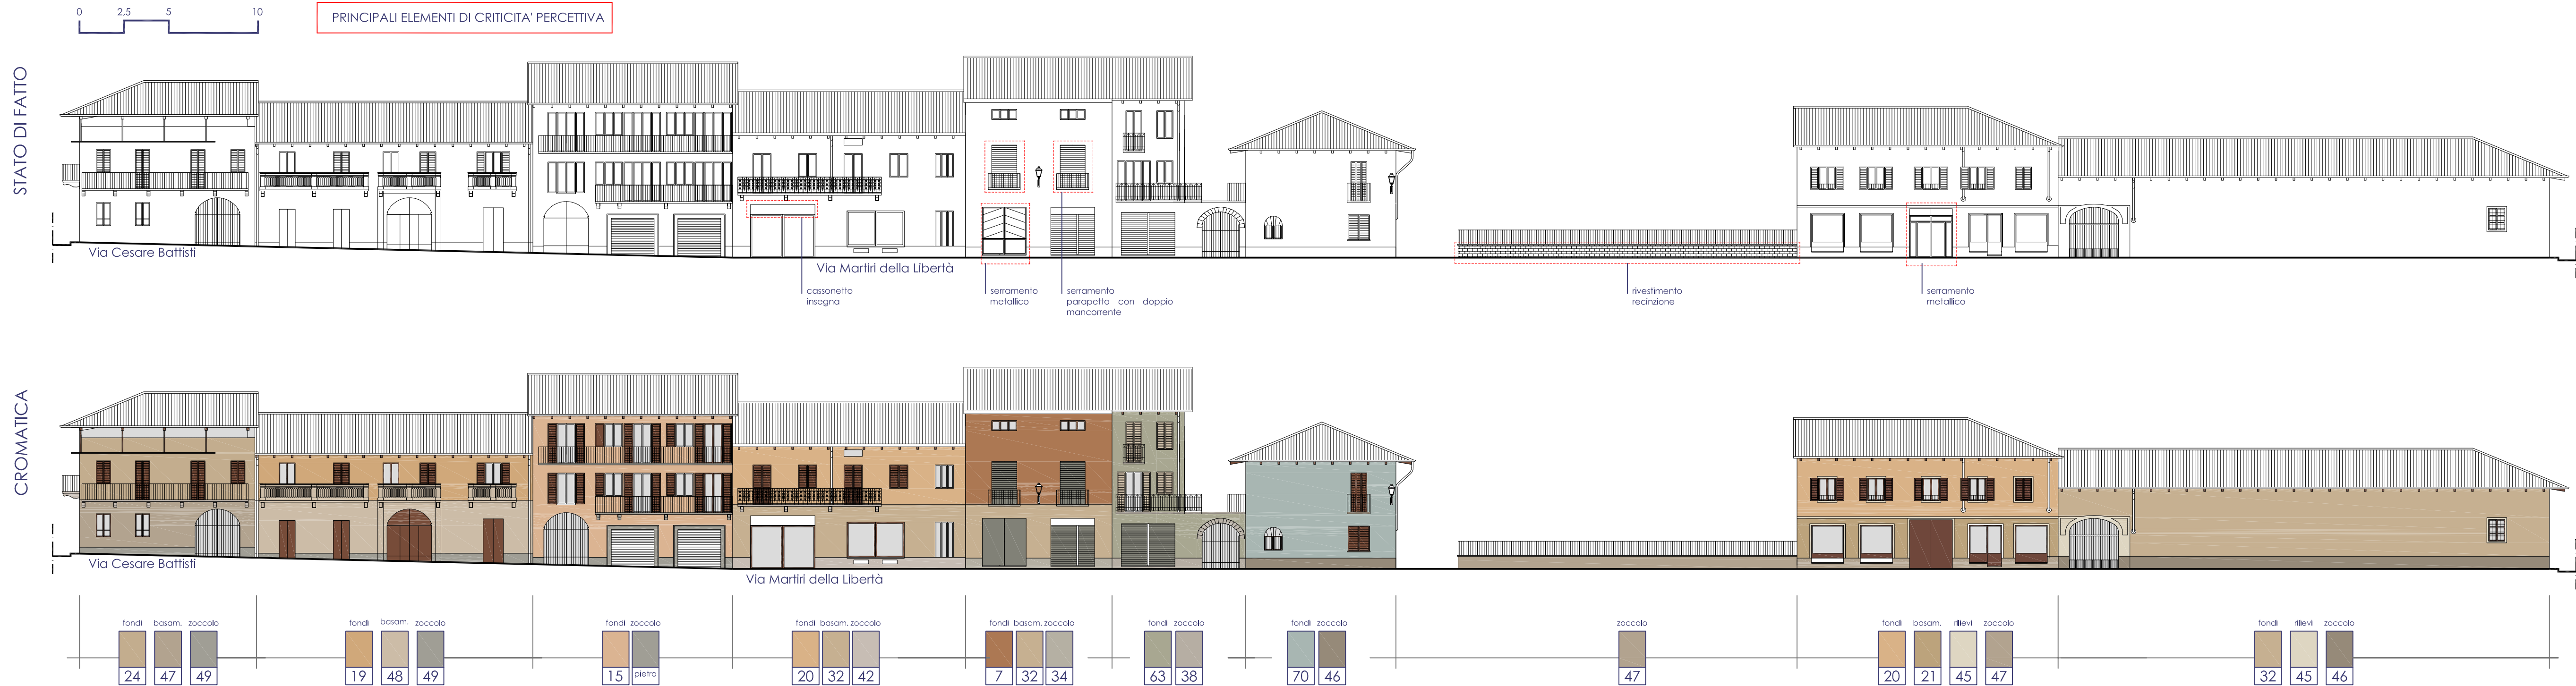 0 2,5 5 10
PRINCIPALI ELEMENTI DI CRITICITA' PERCETTIVA
STATO DI FATTO
Via Cesare Battisti
Via Martiri della Libertà
cassonetto
insegna
serramento
metallico
serramento
parapetto con doppio
mancorrente
rivestimento
recinzione
serramento
metallico
CROMATICA
Via Cesare Battisti
Via Martiri della Libertà
fondi basam. zoccolo
24 47 49
fondi basam. zoccolo
19 48 49
fondi zoccolo
15 pietra
fondi basam. zoccolo
20 32 42
fondi basam. zoccolo
7 32 34
fondi zoccolo
63 38
fondi zoccolo
70 46
zoccolo
47
fondi basam. rilievi zoccolo
20 21 45 47
fondi rilievi zoccolo
32 45 46